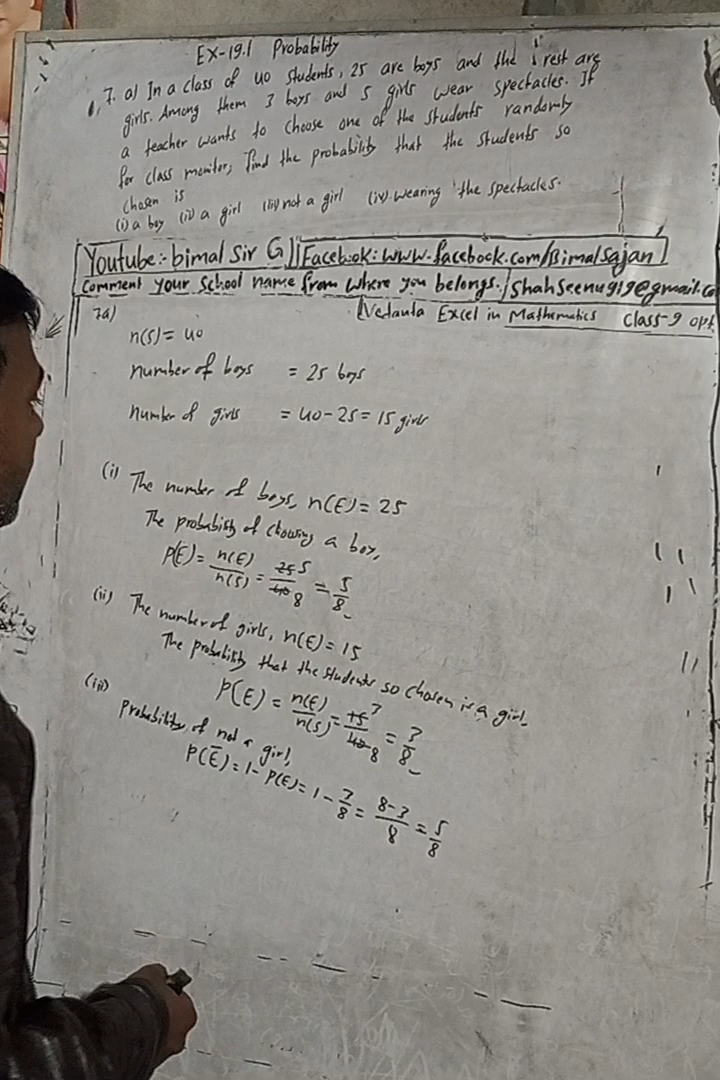 EX-19.1 Probability
7. a) In a class of 40 students, 25 are boys and the rest are
girls. Among them 3 boys and 5 girls wear spectacles. If
a teacher wants to choose one of the students randomly
for class monitor, find the probability that the students so
chosen is
(i) a boy (ii) a girl (iii) not a girl (iv) wearing the spectacles.
Youtube:- bimal Sir G || Facebook: www.facebook.com/Bimalsajan
Comment your School name from where you belongs. / Shahseenu919@gmail.co
7a) Vedanta Excel in Mathematics Class-9 opt
n(S) = 40
number of boys = 25 boys
number of girls = 40-25 = 15 girls
(i) The number of boys, n(E) = 25
The probability of choosing a boy,
P(E) = n(E)/n(S) = 25/40 5/8 = 5/8
(ii) The number of girls, n(E) = 15
The probability that the students so chosen is a girl.
P(E) = n(E)/n(S) = 15/40 3/8 = 3/8
(iii) Probability of not a girl,
P(Ē) = 1 - P(E) = 1 - 3/8 = 8-3/8 = 5/8